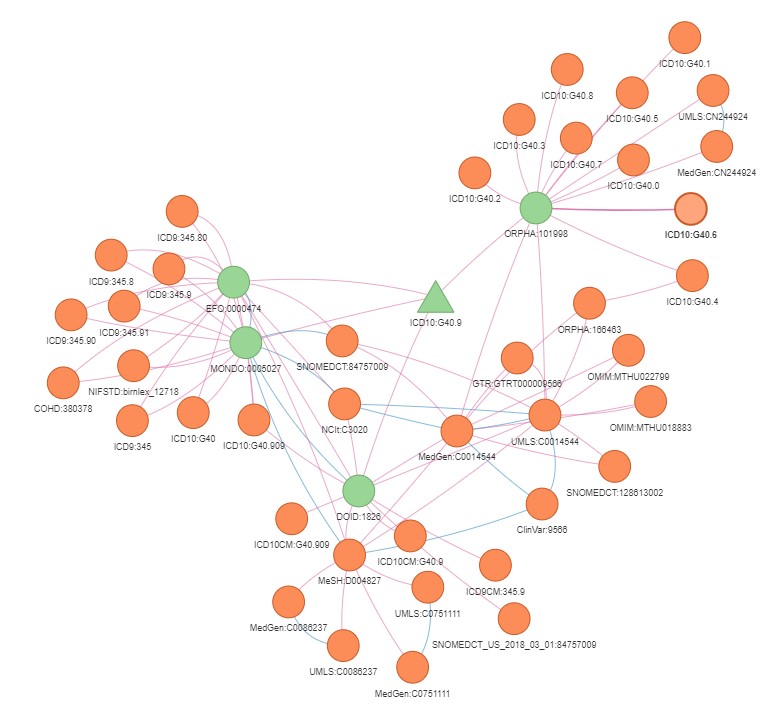 ICD10:G40.1
ICD10:G40.8
ICD10:G40.5
UMLS:CN244924
ICD10:G40.3
ICD10:G40.7
MedGen:CN244924
ICD10:G40.0
ICD10:G40.2
ORPHA:101998
ICD10:G40.6
ICD9:345.80
ICD9:345.8
ICD9:345.9
EFO:0000474
ICD10:G40.4
ICD10:G40.9
ORPHA:166463
ICD9:345.91
ICD9:345.90
MONDO:0005027
SNOMEDCT:84757009
GTR:GTRT000009566
OMIM:MTHU022799
NIFSTD:birnlex_12718
COHD:380378
OMIM:MTHU018883
NCIt:C3020
ICD10:G40
ICD9:345
ICD10:G40.909
UMLS:C0014544
MedGen:C0014544
SNOMEDCT:128613002
DOID:1826
ClinVar:9566
ICD10CM:G40.909
ICD10CM:G40.9
MeSH:D004827
ICD9CM:345.9
UMLS:C0751111
MedGen:C0086237
SNOMEDCT_US_2018_03_01:84757009
UMLS:C0086237
MedGen:C0751111